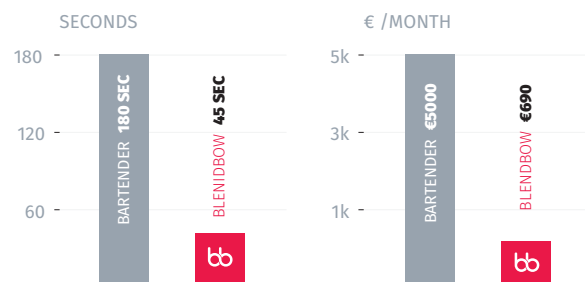 SECONDS
180
120
60
BARTENDER 180 SEC
BLENIDBOW 45 SEC
bb
€ /MONTH
5k
3k
1k
BARTENDER €5000
BLENDBOW €690
bb